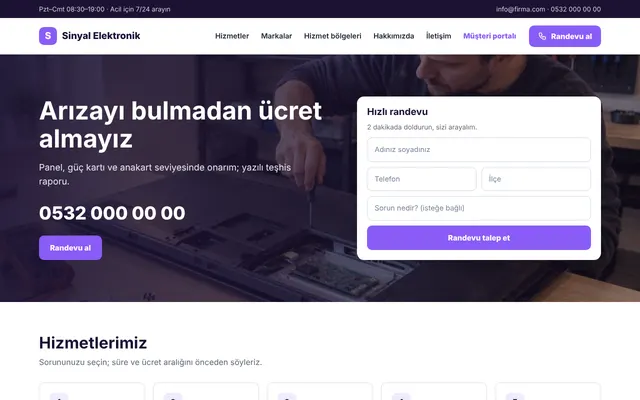 Pzt–Cmt 08:30–19:00 · Acil için 7/24 arayın
info@firma.com · 0532 000 00 00
S Sinyal Elektronik
Hizmetler Markalar Hizmet bölgeleri Hakkımızda İletişim Müşteri portalı Randevu al
Arızayı bulmadan ücret
almayız
Panel, güç kartı ve anakart seviyesinde onarım; yazılı teşhis
raporu.
0532 000 00 00
Randevu al
Hızlı randevu
2 dakikada doldurun, sizi arayalım.
Adınız soyadınız
Telefon İlçe
Sorun nedir? (isteğe bağlı)
Randevu talep et
Hizmetlerimiz
Sorununuzu seçin; süre ve ücret aralığını önceden söyleriz.